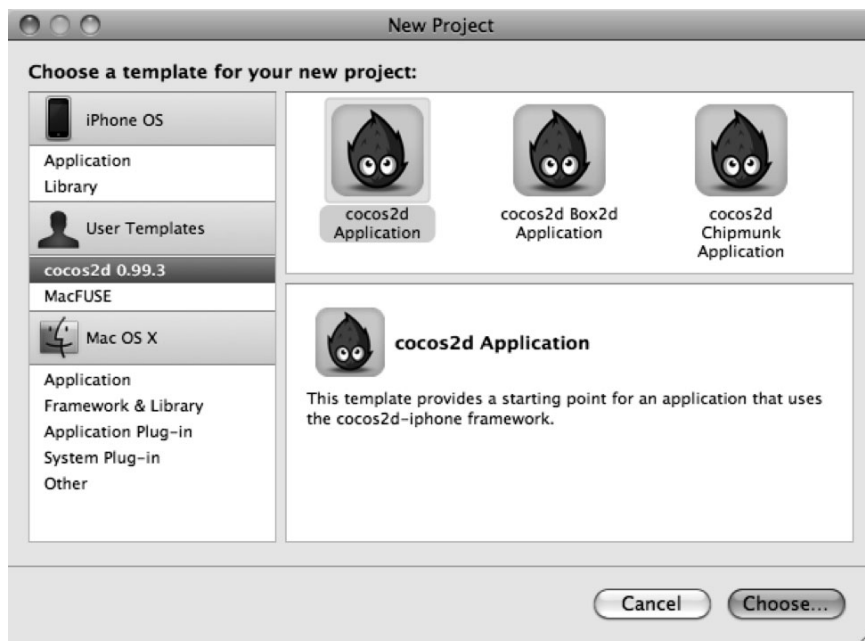 New Project
Choose a template for your new project:
iPhone OS
Application
Library
User Templates
cocos2d 0.99.3
MacFUSE
Mac OS X
Application
Framework & Library
Application Plug-in
System Plug-in
Other
cocos2d
Application
cocos2d Box2d
Application
cocos2d
Chipmunk
Application
cocos2d Application
This template provides a starting point for an application that uses
the cocos2d-iphone framework.
Cancel
Choose...